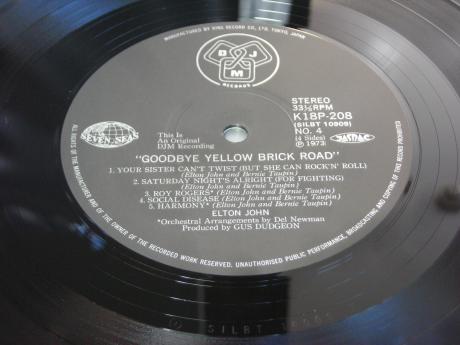 MANUFACTURED BY KING RECORD CO., LTD. TOKYO, JAPAN
DJM
RECORDS
STEREO
33⅓RPM
K18P-208
(SILBT 10909)
NO. 4
(4 Sides)
℗ 1973
JASRAC
SEVEN SEAS
This Is
An Original
DJM Recording
"GOODBYE YELLOW BRICK ROAD"
1. YOUR SISTER CAN'T TWIST (BUT SHE CAN ROCK'N' ROLL)
(Elton John and Bernie Taupin)
2. SATURDAY NIGHT'S ALRIGHT (FOR FIGHTING)
(Elton John and Bernie Taupin)
3. ROY ROGERS* (Elton John and Bernie Taupin)
4. SOCIAL DISEASE (Elton John and Bernie Taupin)
5. HARMONY* (Elton John and Bernie Taupin)
ELTON JOHN
*Orchestral Arrangements by Del Newman
Produced by GUS DUDGEON
ALL RIGHTS OF THE MANUFACTURER AND OF THE OWNER OF THE RECORDED WORK RESERVED. UNAUTHORISED PUBLIC PERFORMANCE, BROADCASTING AND COPYING OF THIS RECORD PROHIBITED
SILBT